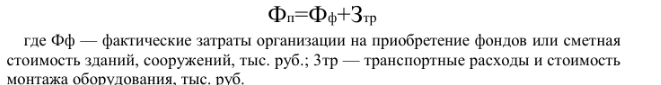 Фп=Фф+Зтр
где Фф — фактические затраты организации на приобретение фондов или сметная
стоимость зданий, сооружений, тыс. руб.; Зтр — транспортные расходы и стоимость
монтажа оборудования, тыс. руб.